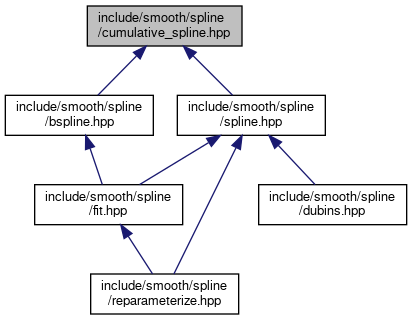 include/smooth/spline
/cumulative_spline.hpp
include/smooth/spline
/bspline.hpp
include/smooth/spline
/spline.hpp
include/smooth/spline
/fit.hpp
include/smooth/spline
/dubins.hpp
include/smooth/spline
/reparameterize.hpp